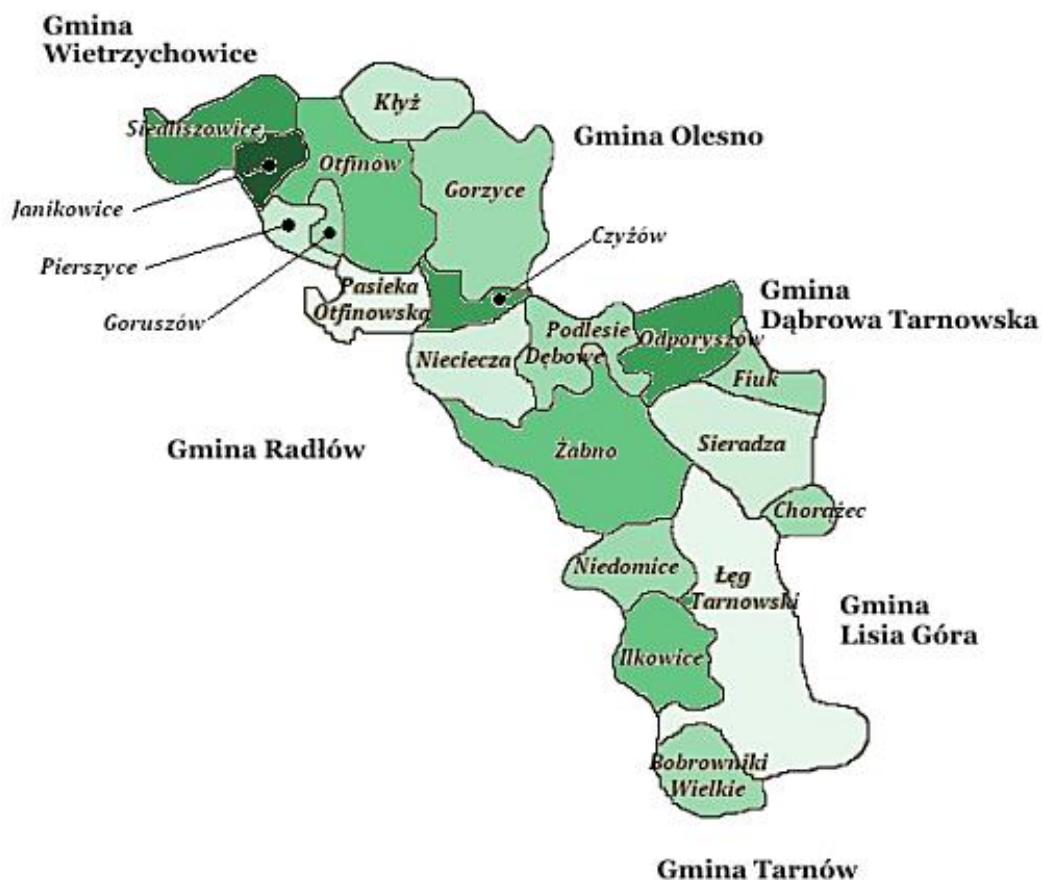 Gmina
Wietrzychowice
Kłyż
Siedliszowice
Otfinów
Gmina Olesno
Gorzyce
Janikowice
Czyżów
Pierszyce
Pasieka
Otfinowska
Goruszów
Gmina
Dąbrowa Tarnowska
Podlesie
Dębowe
Odporyszów
Nieciecza
Fiuk
Gmina Radłów
Żabno
Sieradza
Chorążec
Niedomice
Łęg
Tarnowski
Gmina
Lisia Góra
Ilkowice
Bobrowniki
Wielkie
Gmina Tarnów